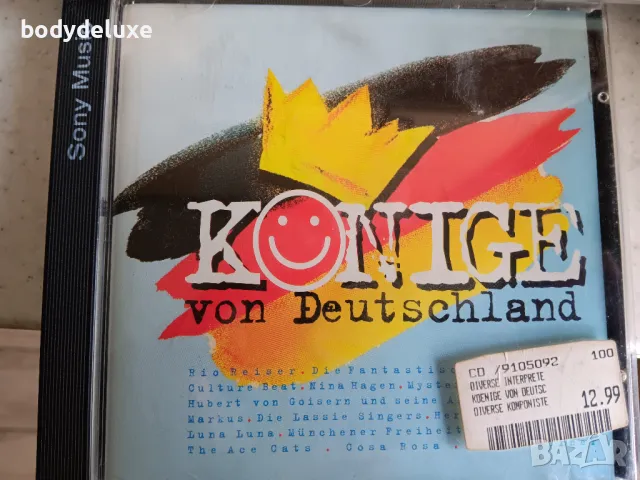 bodydeluxe
Sony Music
KÖNIGE
von Deutschland
Rio Reiser. Die Fantastis
Culture Beat. Nina Hagen. Myste
Hubert von Goisern und seine A
Markus. Die Lassie Singers. Her
Luna Luna. Münchener Freiheit
The Ace Cats . Cosa Rosa .
CD /9105092 100
DIVERSE INTERPRETE
KOENIGE VON DEUTSC
DIVERSE KOMPONISTE 12.99
BAZAR